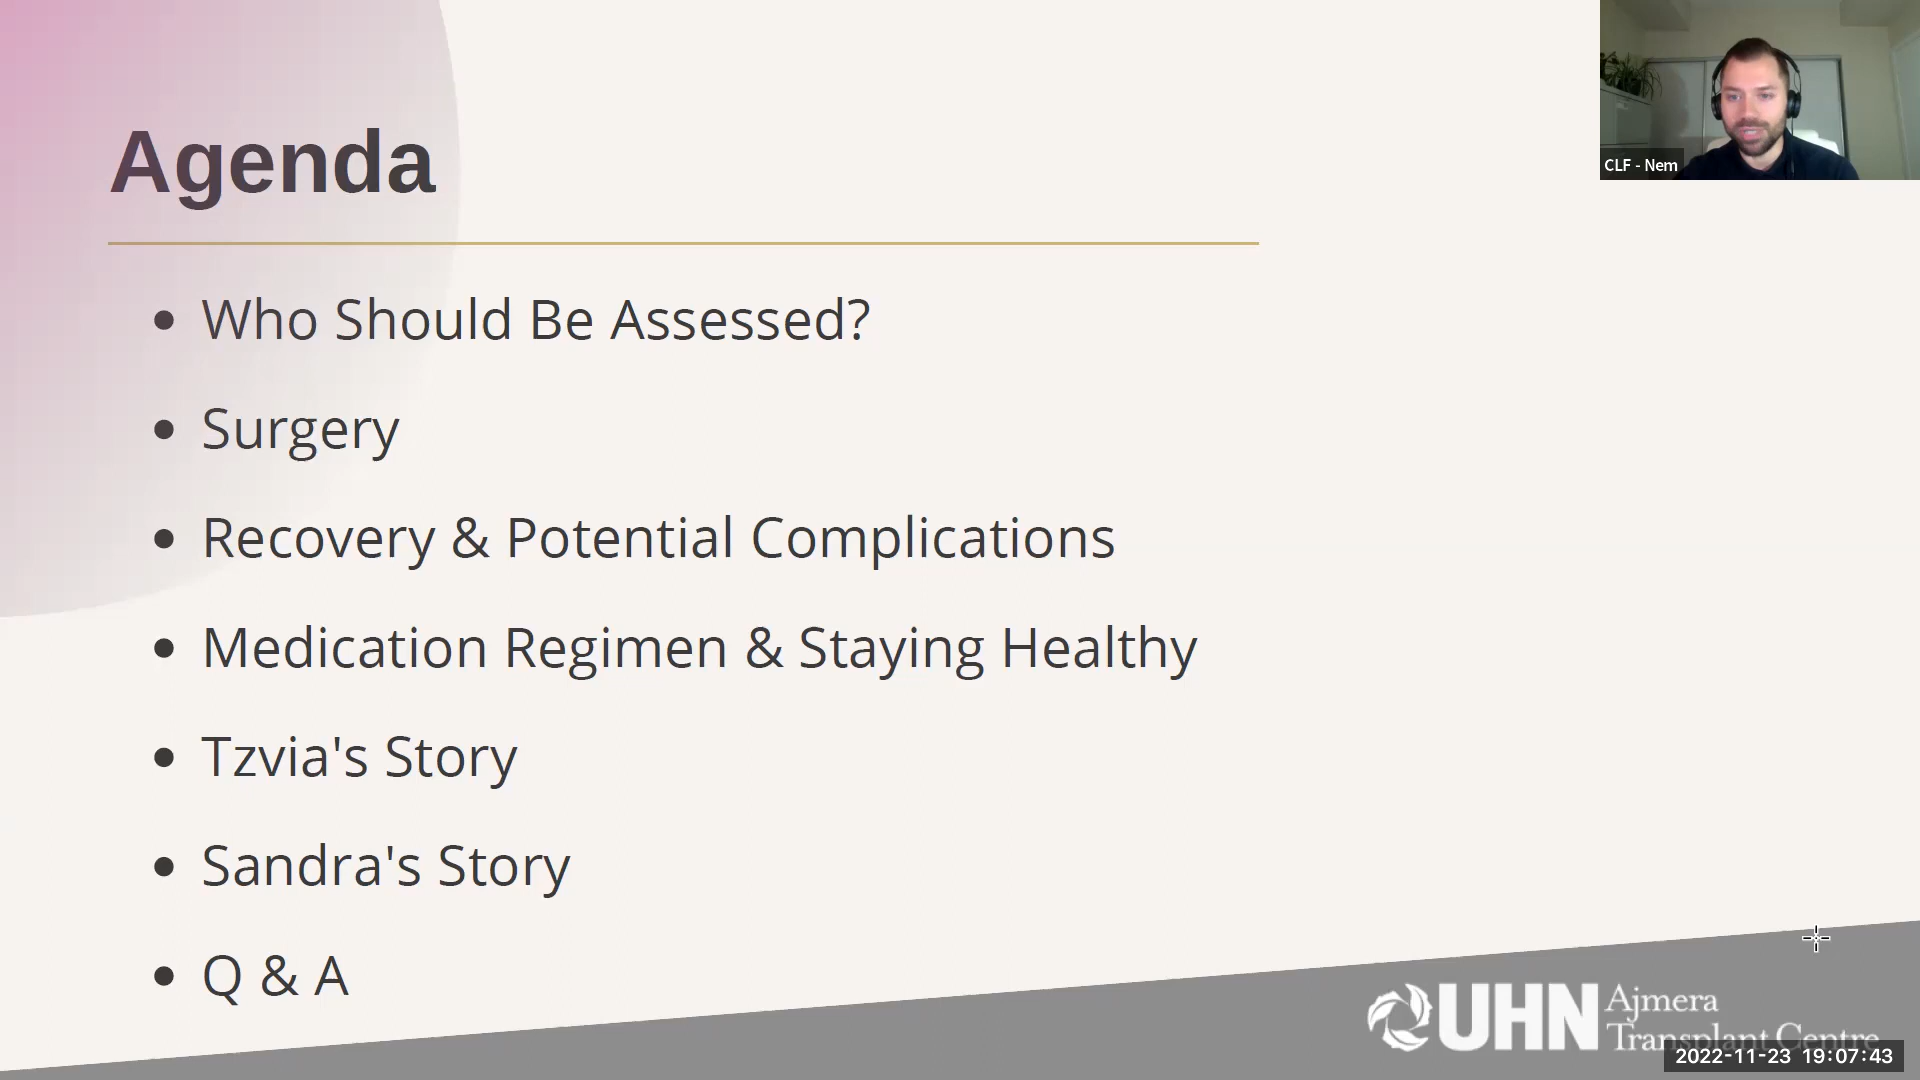 Agenda
Who Should Be Assessed?
Surgery
Recovery & Potential Complications
Medication Regimen & Staying Healthy
Tzvia's Story
Sandra's Story
Q & A
CLF - Nem
UHN Ajmera
Transplant Centre
2022-11-23 19:07:43